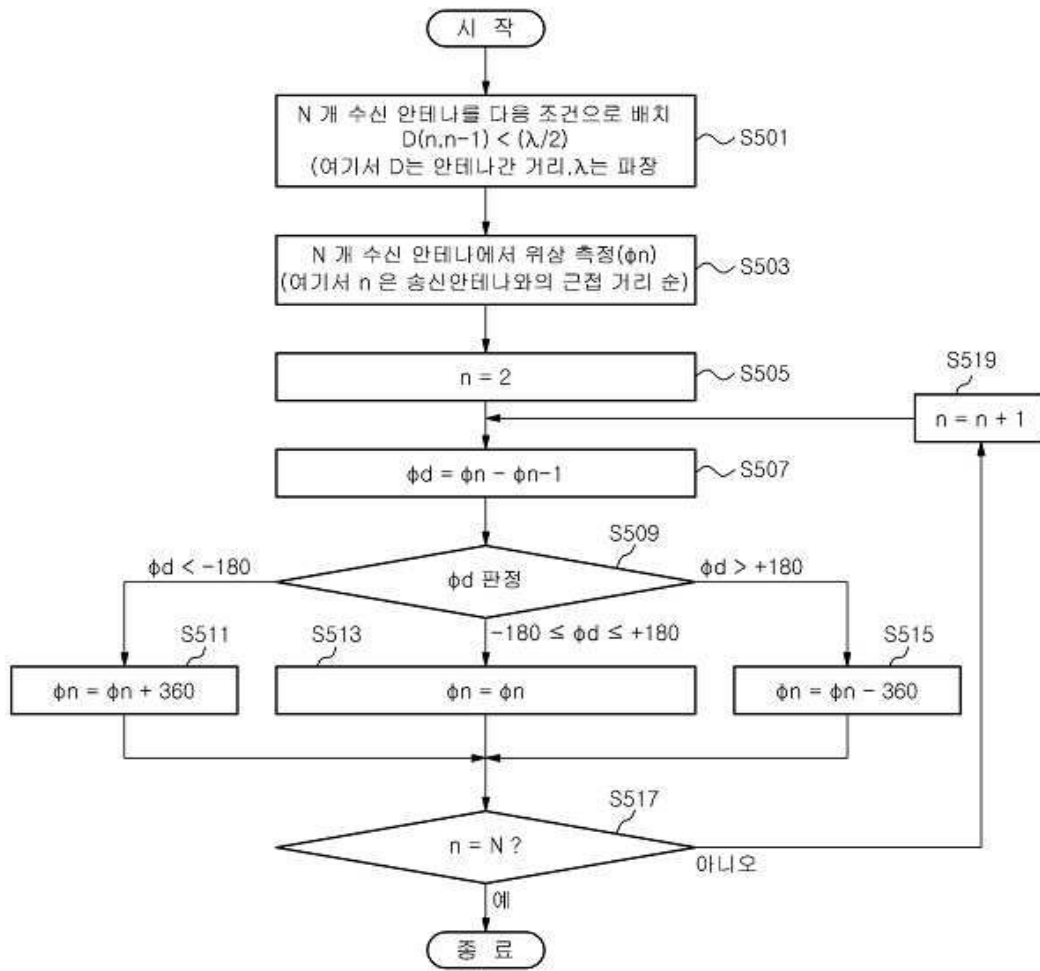 시 작
N 개 수신 안테나를 다음 조건으로 배치
D(n,n-1) < (λ/2)
(여기서 D는 안테나간 거리,λ는 파장
S501
N 개 수신 안테나에서 위상 측정(ϕn)
(여기서 n 은 송신안테나와의 근접 거리 순)
S503
n = 2
S505
S519
n = n + 1
ϕd = ϕn - ϕn-1
S507
S509
ϕd < -180
ϕd 판정
ϕd > +180
-180 ≤ ϕd ≤ +180
S511
S513
S515
ϕn = ϕn + 360
ϕn = ϕn
ϕn = ϕn - 360
S517
n = N ?
아니오
예
종 료